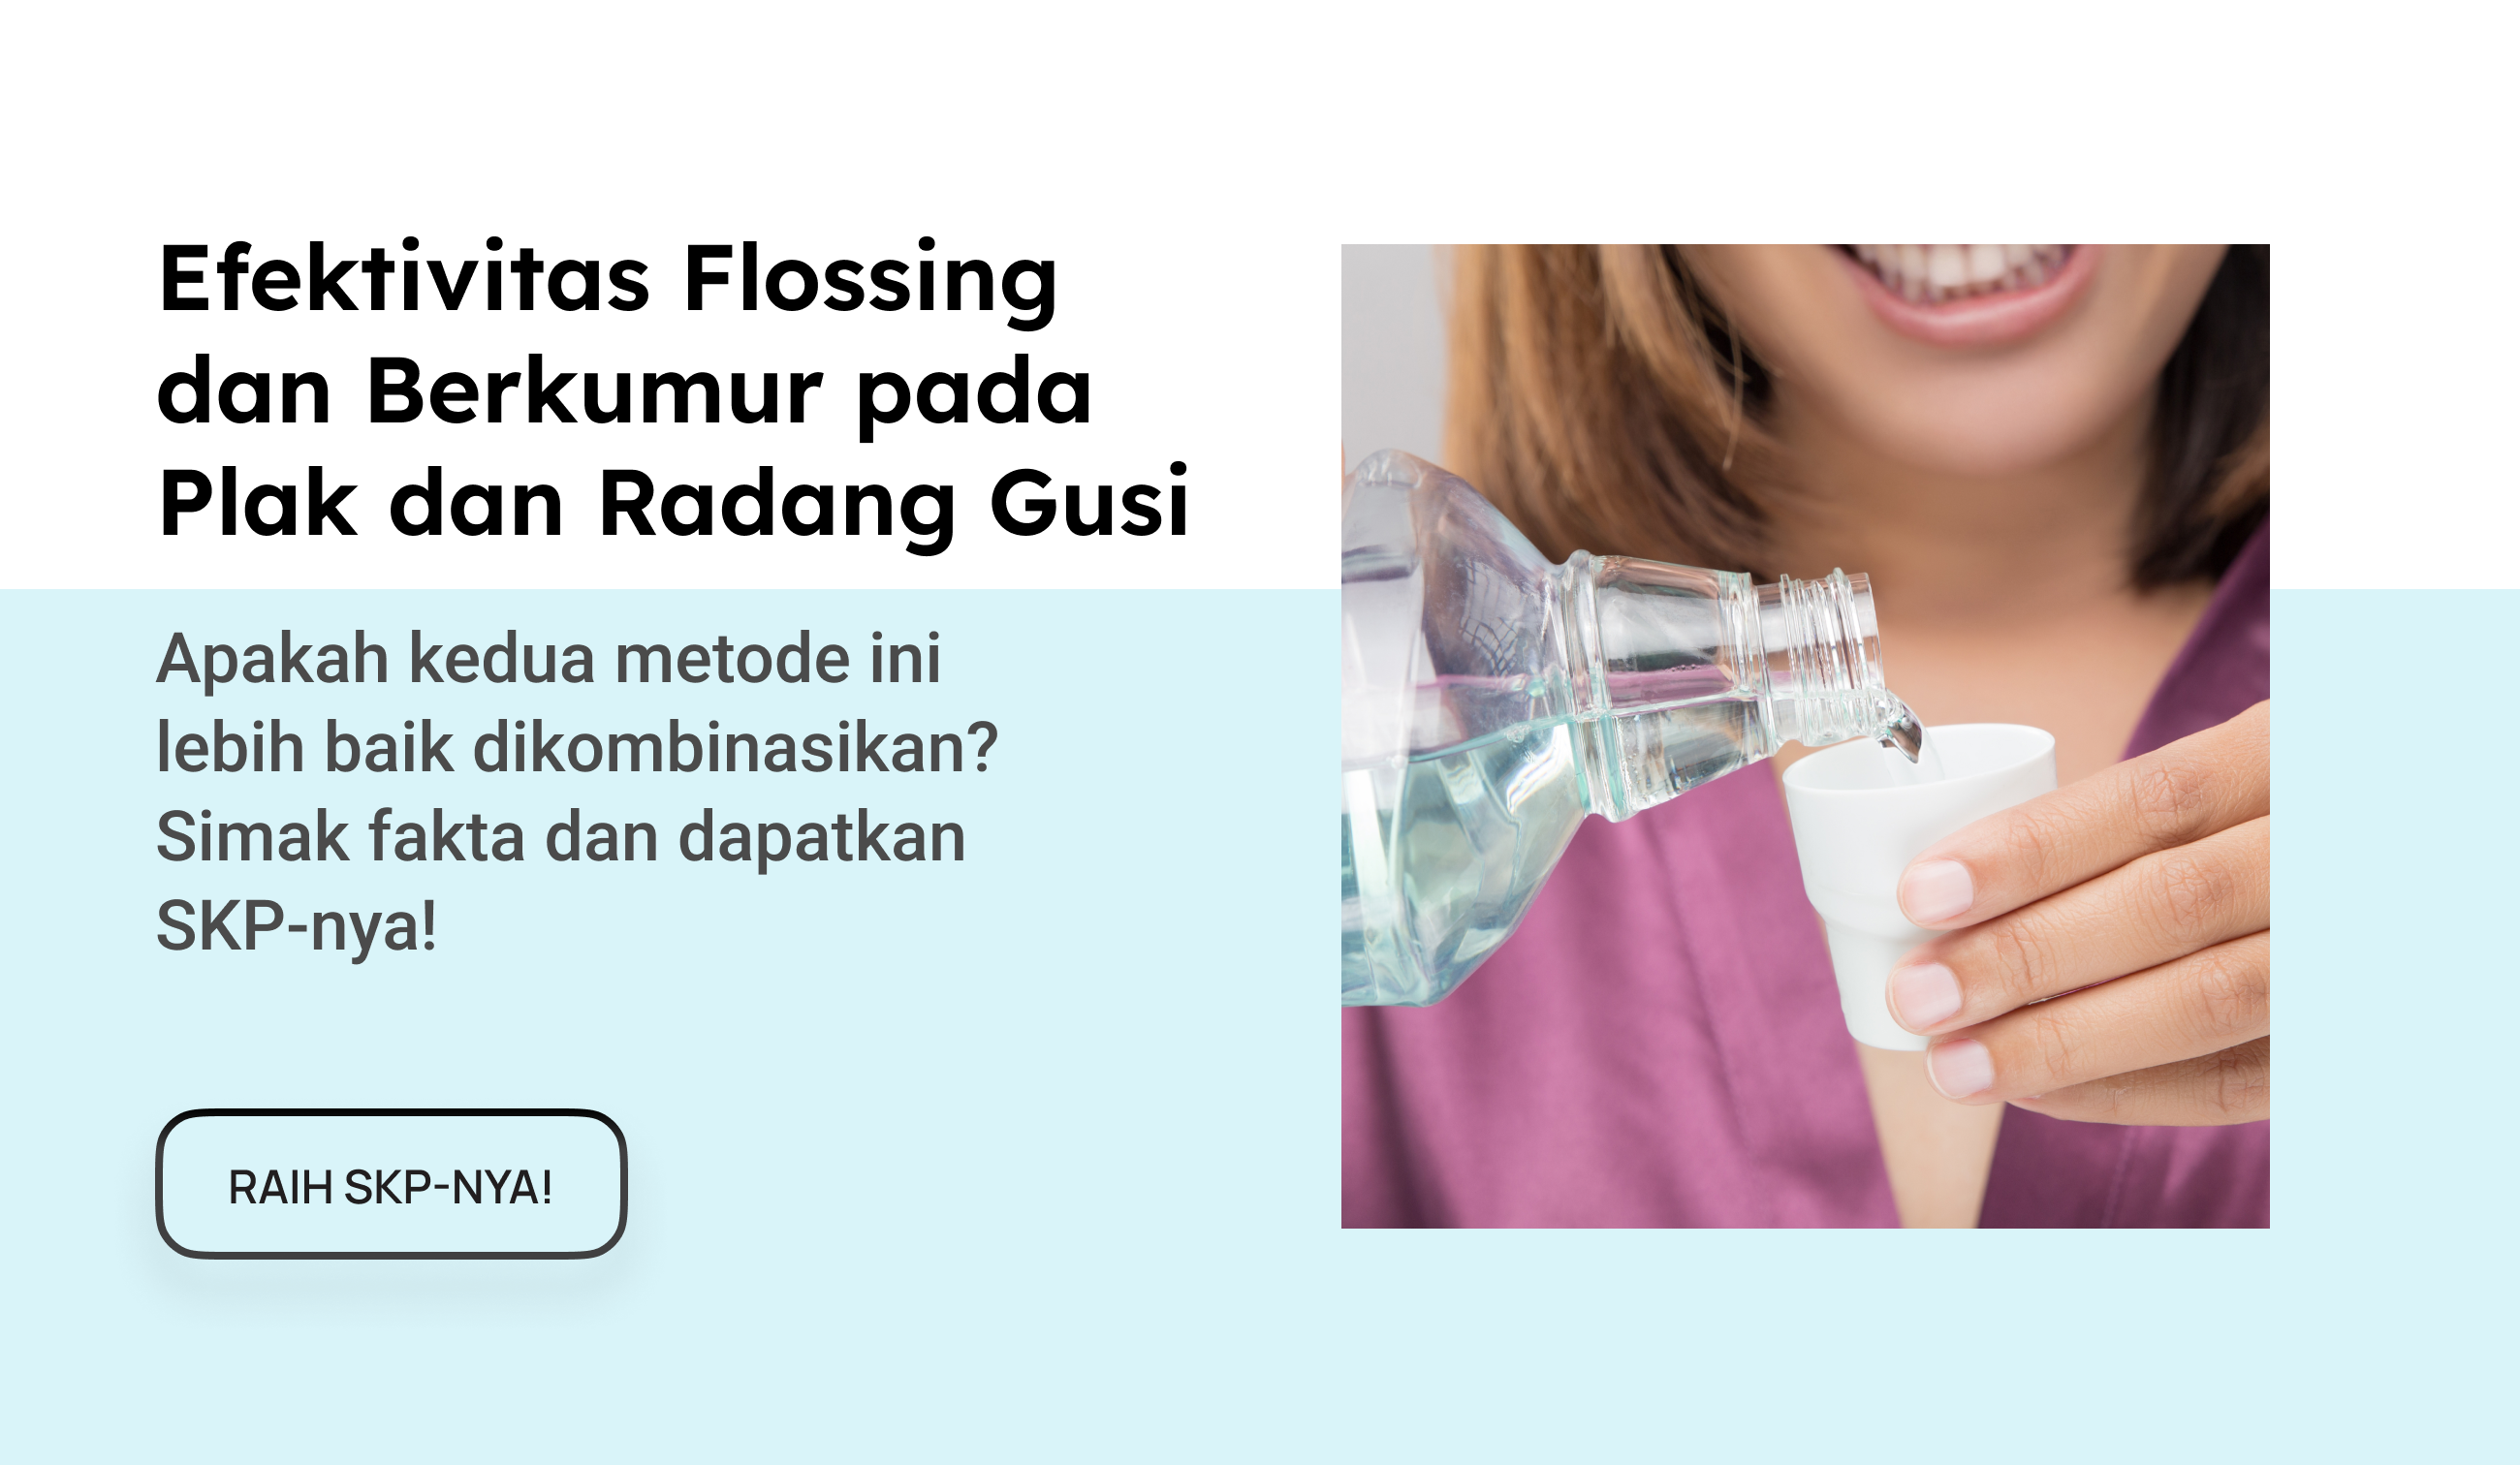 Efektivitas Flossing
dan Berkumur pada
Plak dan Radang Gusi
Apakah kedua metode ini
lebih baik dikombinasikan?
Simak fakta dan dapatkan
SKP-nya!
RAIH SKP-NYA!